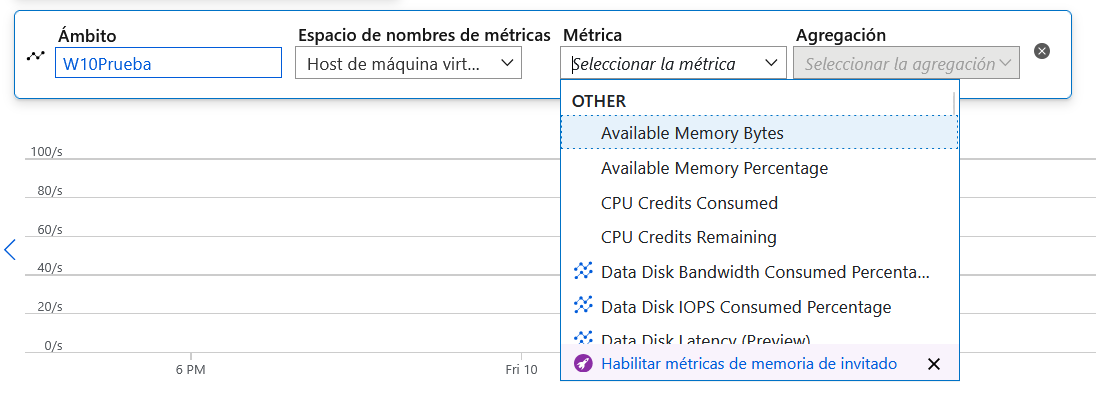 Ámbito
Espacio de nombres de métricas
Métrica
Agregación
W10Prueba
Host de máquina virt...
Seleccionar la métrica
Seleccionar la agregación
OTHER
Available Memory Bytes
Available Memory Percentage
CPU Credits Consumed
CPU Credits Remaining
Data Disk Bandwidth Consumed Percenta...
Data Disk IOPS Consumed Percentage
Data Disk Latency (Preview)
Habilitar métricas de memoria de invitado
100/s
80/s
60/s
40/s
20/s
0/s
6 PM
Fri 10